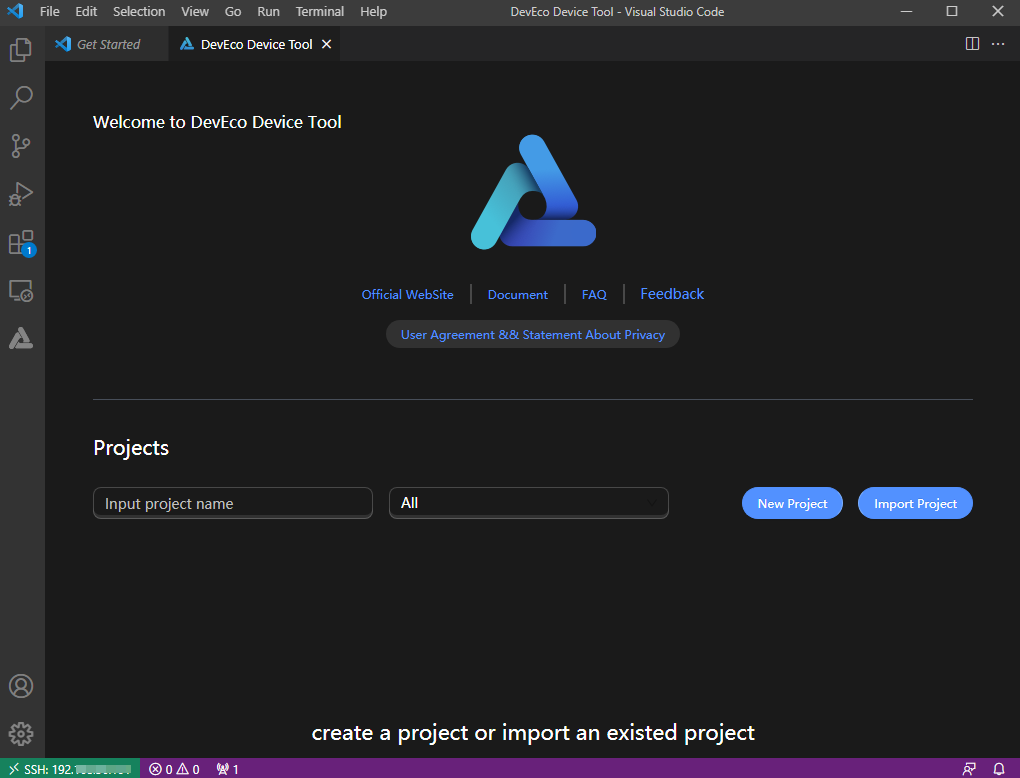 File Edit Selection View Go Run Terminal Help DevEco Device Tool - Visual Studio Code
Get Started DevEco Device Tool
Welcome to DevEco Device Tool
Official WebSite Document FAQ Feedback
User Agreement && Statement About Privacy
1
Projects
Input project name All New Project Import Project
create a project or import an existed project
SSH: 192. 0 0 1